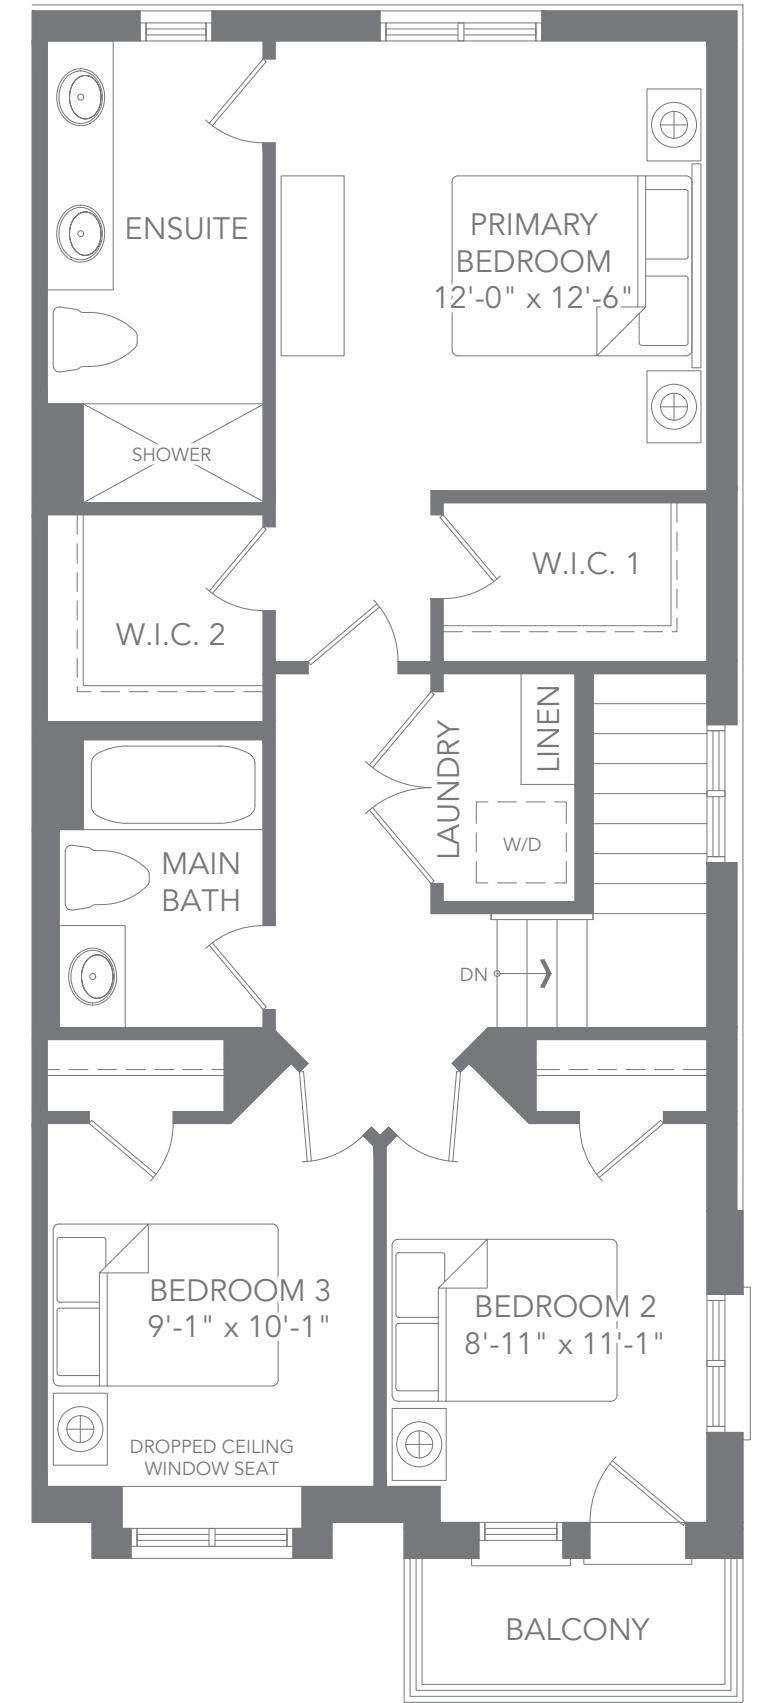 ENSUITE
PRIMARY
BEDROOM
12'-0" x 12'-6"
SHOWER
W.I.C. 1
W.I.C. 2
LINEN
LAUNDRY
W/D
MAIN
BATH
DN
BEDROOM 3
9'-1" x 10'-1"
BEDROOM 2
8'-11" x 11'-1"
DROPPED CEILING
WINDOW SEAT
BALCONY